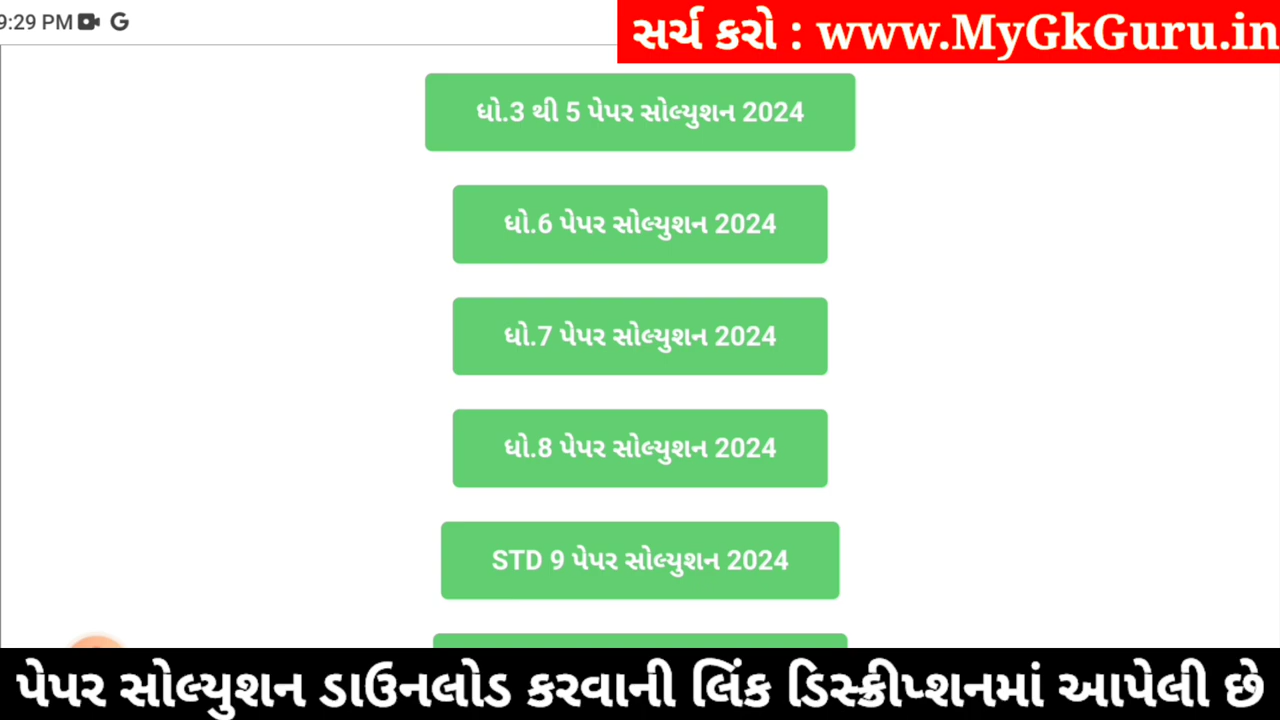 9:29 PM G
સર્ચ કરો : www.MyGkGuru.in
ધો.3 થી 5 પેપર સોલ્યુશન 2024
ધો.6 પેપર સોલ્યુશન 2024
ધો.7 પેપર સોલ્યુશન 2024
ધો.8 પેપર સોલ્યુશન 2024
STD 9 પેપર સોલ્યુશન 2024
પેપર સોલ્યુશન ડાઉનલોડ કરવાની લિંક ડિસ્ક્રીપ્શનમાં આપેલી છે